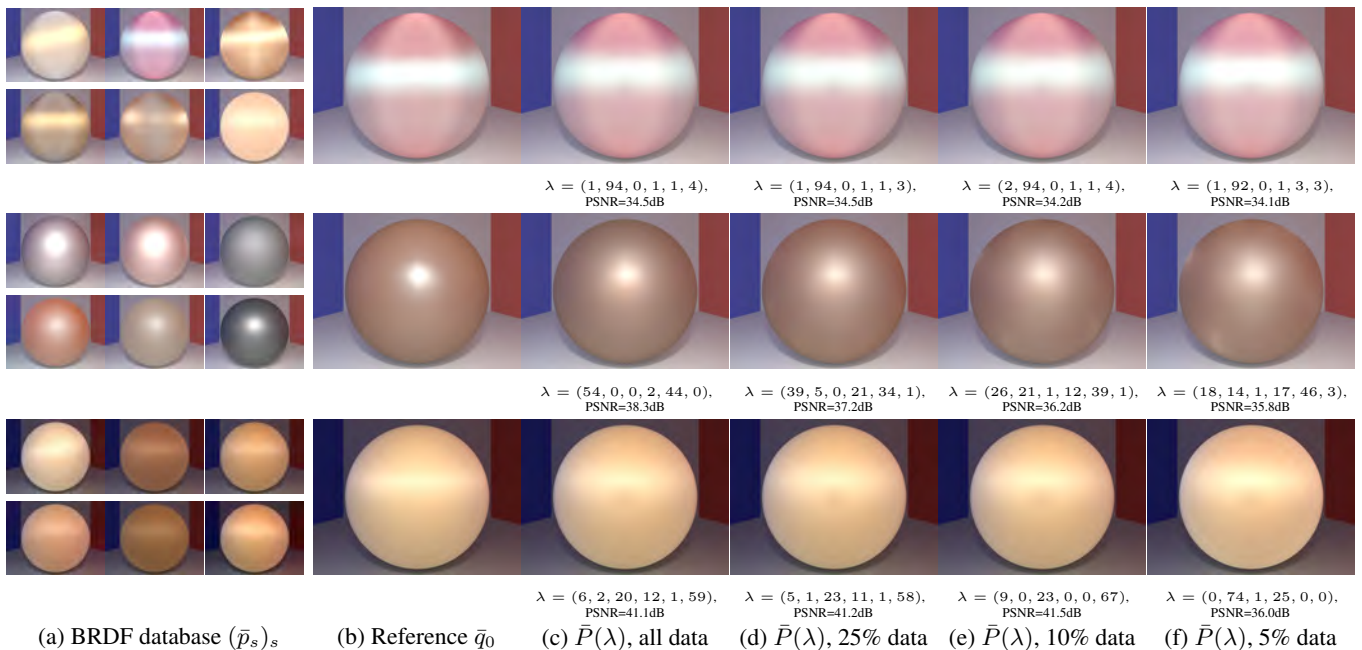 λ = (1, 94, 0, 1, 1, 4),
PSNR=34.5dB
λ = (1, 94, 0, 1, 1, 3),
PSNR=34.5dB
λ = (2, 94, 0, 1, 1, 4),
PSNR=34.2dB
λ = (1, 92, 0, 1, 3, 3),
PSNR=34.1dB
λ = (54, 0, 0, 2, 44, 0),
PSNR=38.3dB
λ = (39, 5, 0, 21, 34, 1),
PSNR=37.2dB
λ = (26, 21, 1, 12, 39, 1),
PSNR=36.2dB
λ = (18, 14, 1, 17, 46, 3),
PSNR=35.8dB
λ = (6, 2, 20, 12, 1, 59),
PSNR=41.1dB
λ = (5, 1, 23, 11, 1, 58),
PSNR=41.2dB
λ = (9, 0, 23, 0, 0, 67),
PSNR=41.5dB
λ = (0, 74, 1, 25, 0, 0),
PSNR=36.0dB
(a) BRDF database (p̄ₛ)ₛ
(b) Reference q̄₀
(c) P̄(λ), all data
(d) P̄(λ), 25% data
(e) P̄(λ), 10% data
(f) P̄(λ), 5% data